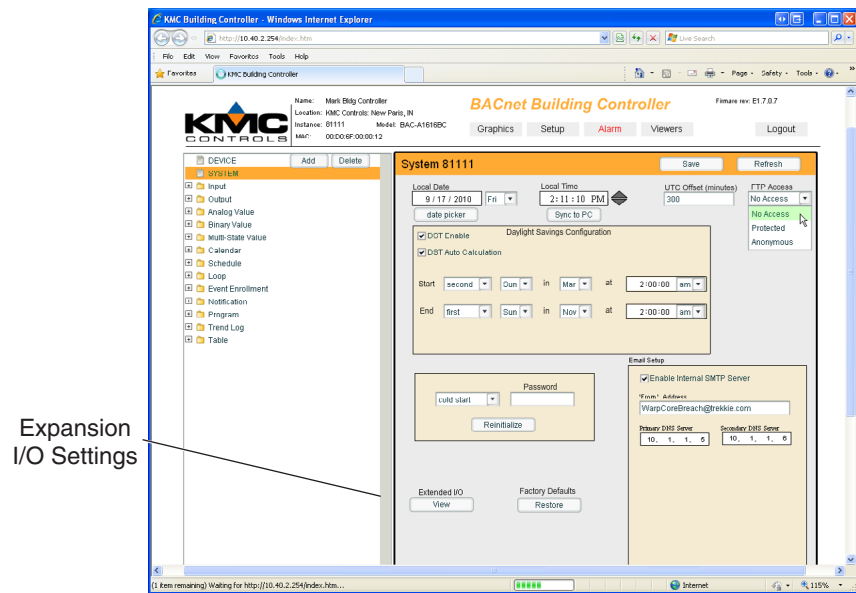 KMC Building Controller - Windows Internet Explorer
http://10.40.2.254/index.htm
Live Search
File Edit View Favorites Tools Help
Favorites KMC Building Controller
Page Safety Tools »
KMC
CONTROLS
Name: Mark Bldg Controller
Location: KMC Controls: New Paris, IN
Instance: 81111 Model: BAC-A1616BC
MAC: 00:D0:6F:00:00:12
BACnet Building Controller
Firmare rev: E1.7.0.7
Graphics Setup Alarm Viewers Logout
DEVICE Add Delete
SYSTEM
Input
Output
Analog Value
Binary Value
Multi-State Value
Calendar
Schedule
Loop
Event Enrollment
Notification
Program
Trend Log
Table
System 81111 Save Refresh
Local Date Local Time UTC Offset (minutes) FTP Access
9 / 17 / 2010 Fri 2:11:10 PM 300 No Access
date picker Sync to PC
No Access
Protected
Anonymous
DST Enable Daylight Savings Configuration
DST Auto Calculation
Start second Sun in Mar at 2:00:00 am
End first Sun in Nov at 2:00:00 am
Email Setup
Enable Internal SMTP Server
'From' Address
WarpCoreBreach@trekkie.com
Primary DNS Server Secondary DNS Server
10, 1, 1, 5 10, 1, 1, 6
Password
cold start
Reinitialize
Extended I/O Factory Defaults
View Restore
Expansion
I/O Settings
(1 item remaining) Waiting for http://10.40.2.254/index.htm... Internet 115%